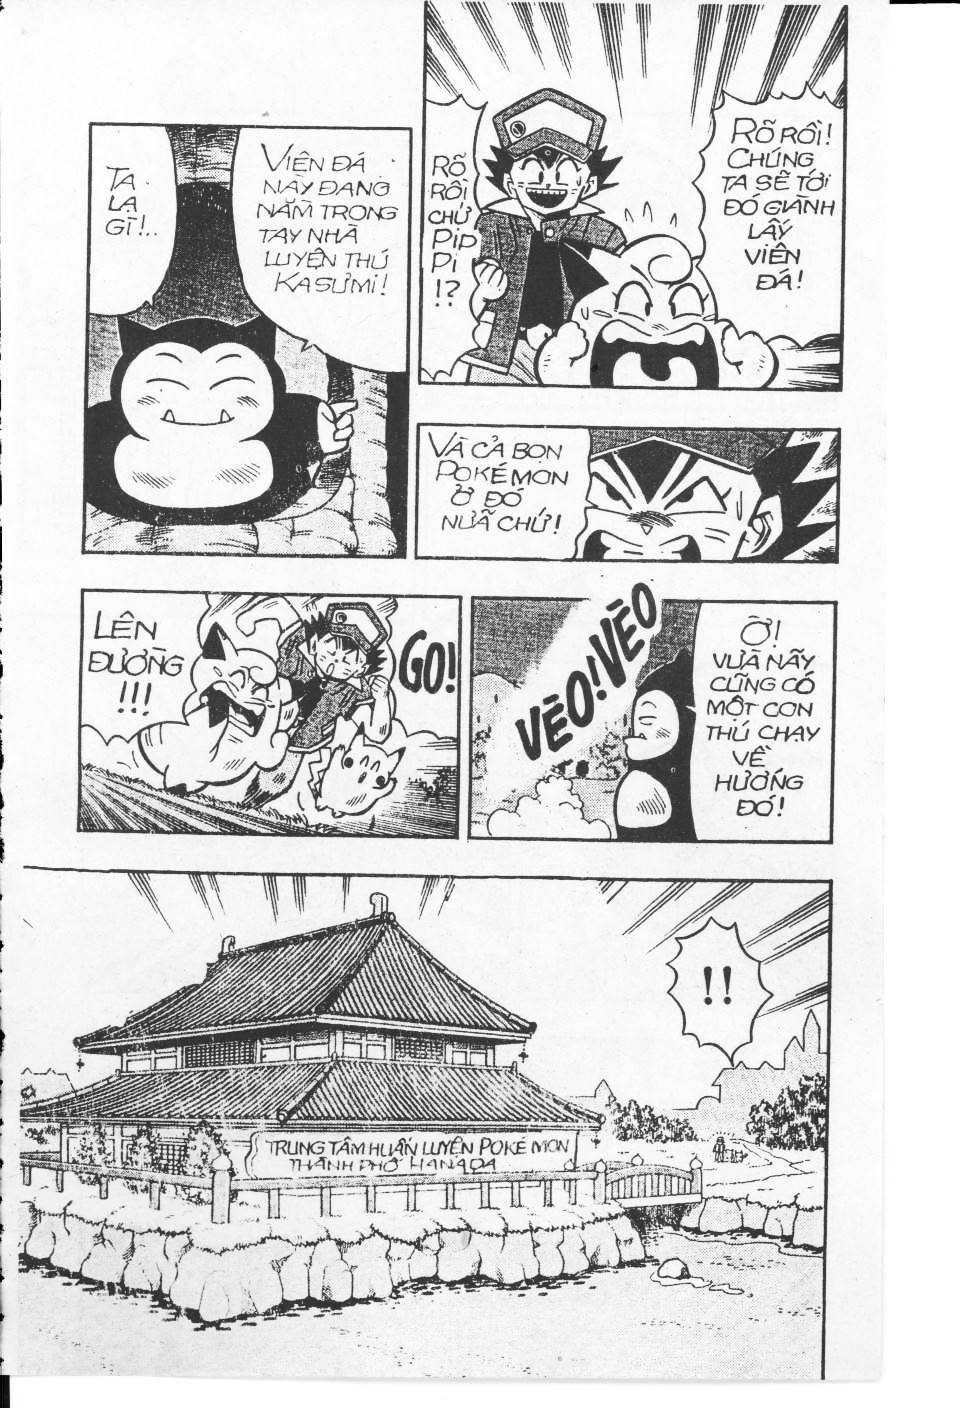 VIÊN ĐÁ
NÀY ĐANG
NẰM TRONG
TAY NHÀ
LUYỆN THÚ
KASUMI!
TA
LẠ
GÌ!..
RÕ RỒI!
CHÚNG
TA SẼ TỚI
ĐÓ GIÀNH
LẤY
VIÊN
ĐÁ!
RÕ
RỒI
CHỨ
PIP
PI
!?
VÀ CẢ BỌN
POKÉMON
Ở ĐÓ
NỮA CHỨ!
LÊN
ĐƯỜNG
!!!
GO!
VÈO! VÈO
Ờ!
VỪA NÃY
CŨNG CÓ
MỘT CON
THÚ CHẠY
VỀ
HƯỚNG
ĐÓ!
!!
TRUNG TÂM HUẤN LUYỆN POKÉMON
THÀNH PHỐ HANADA